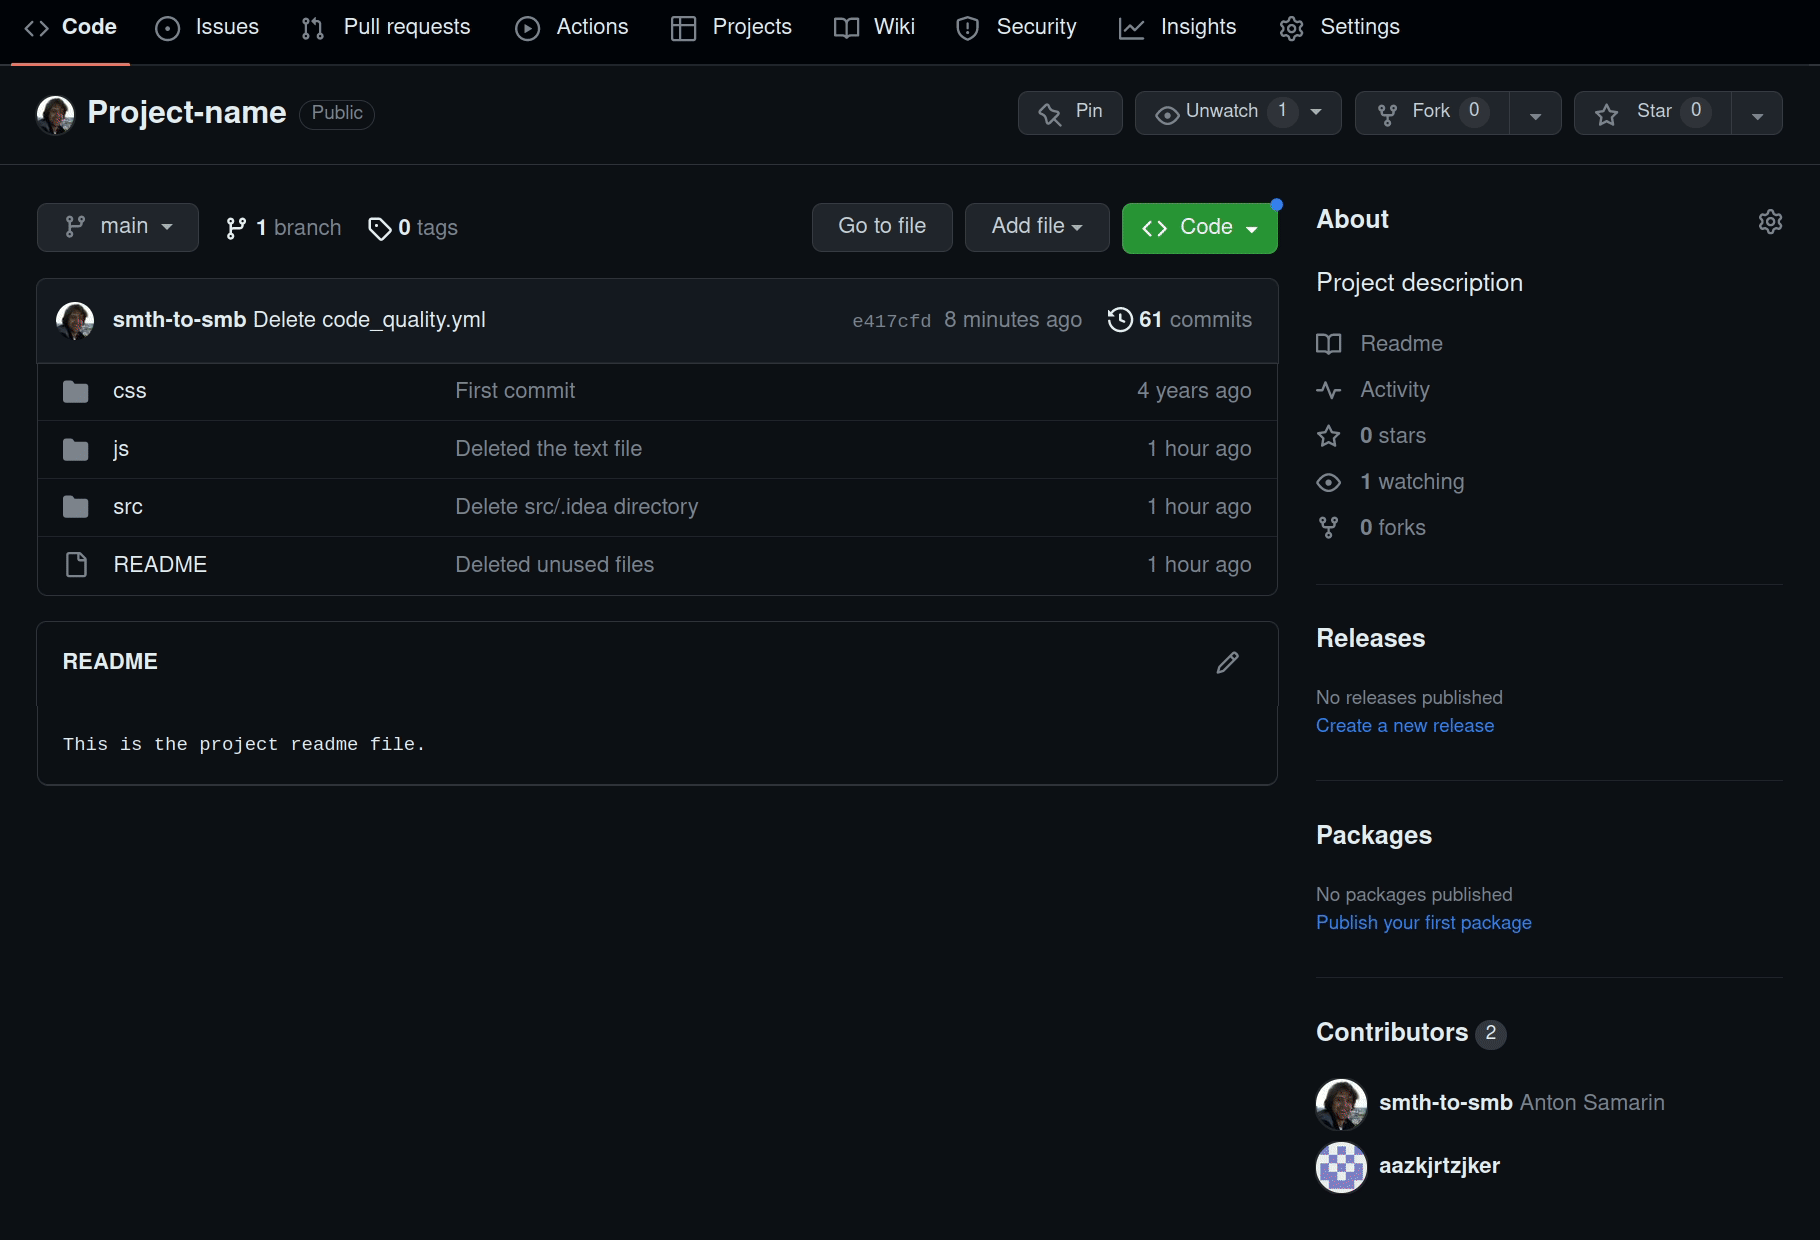 Code Issues Pull requests Actions Projects Wiki Security Insights Settings
Project-name Public Pin Unwatch 1 Fork 0 Star 0
main 1 branch 0 tags Go to file Add file Code
smth-to-smb Delete code_quality.yml e417cfd 8 minutes ago 61 commits
css First commit 4 years ago
js Deleted the text file 1 hour ago
src Delete src/.idea directory 1 hour ago
README Deleted unused files 1 hour ago
README
This is the project readme file.
About
Project description
Readme
Activity
0 stars
1 watching
0 forks
Releases
No releases published
Create a new release
Packages
No packages published
Publish your first package
Contributors 2
smth-to-smb Anton Samarin
aazkjrtzjker